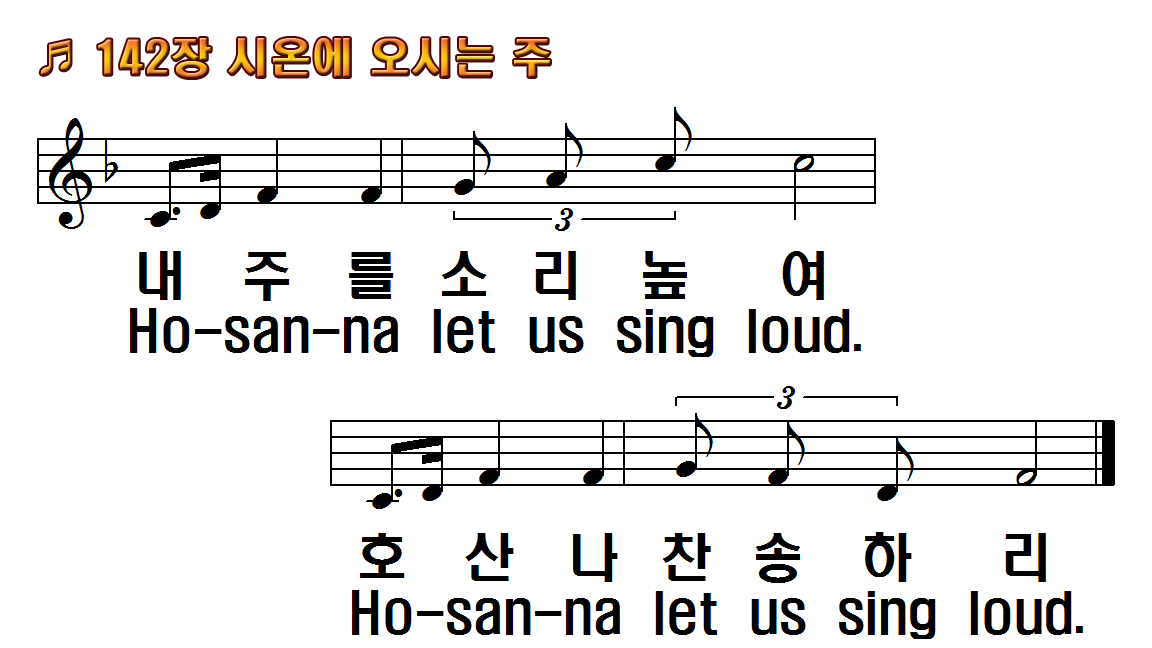 ♬ 142장 시온에 오시는 주
3
내 주 를 소 리 높 여
Ho-san-na let us sing loud.
3
호 산 나 찬 송 하 리
Ho-san-na let us sing loud.